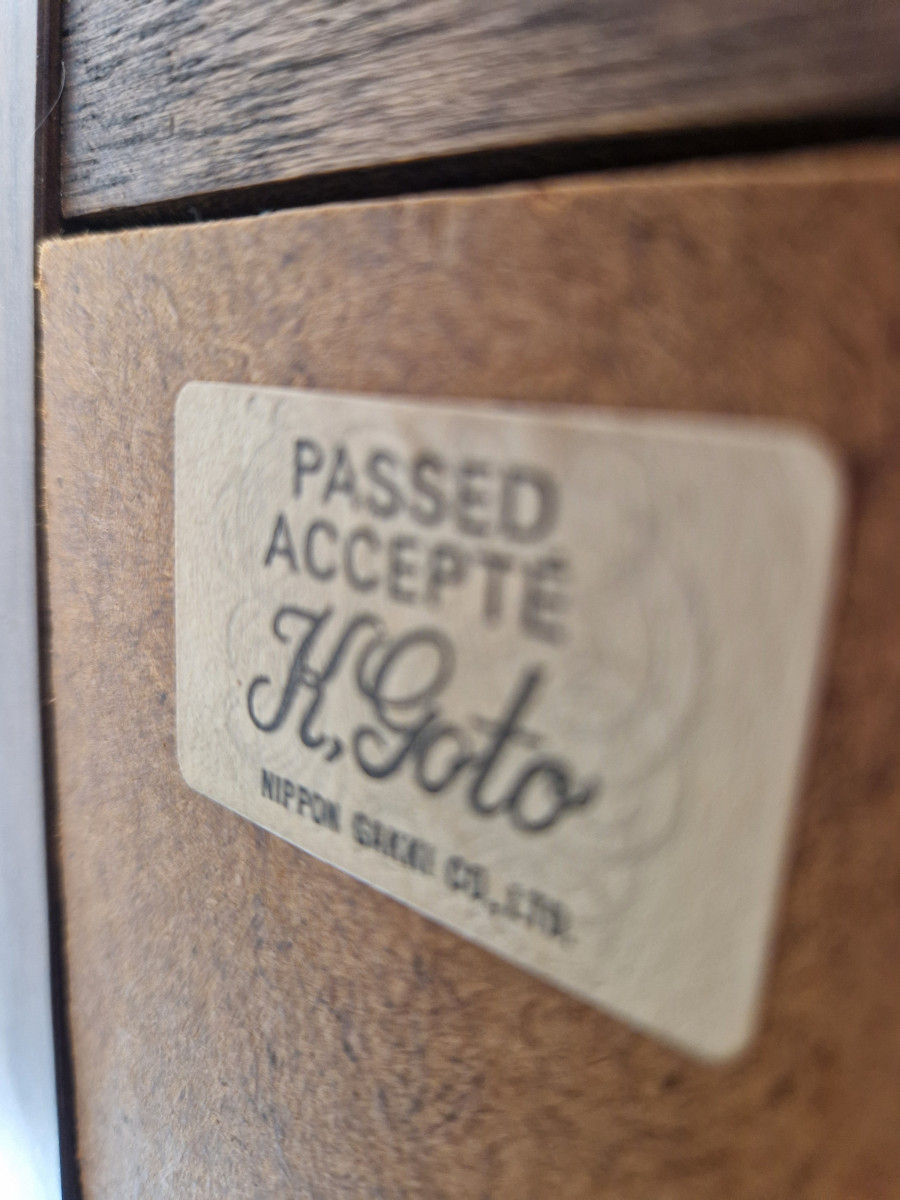 PASSED
ACCEPTÉ
K, Goto
NIPPON GAKKI CO., LTD.